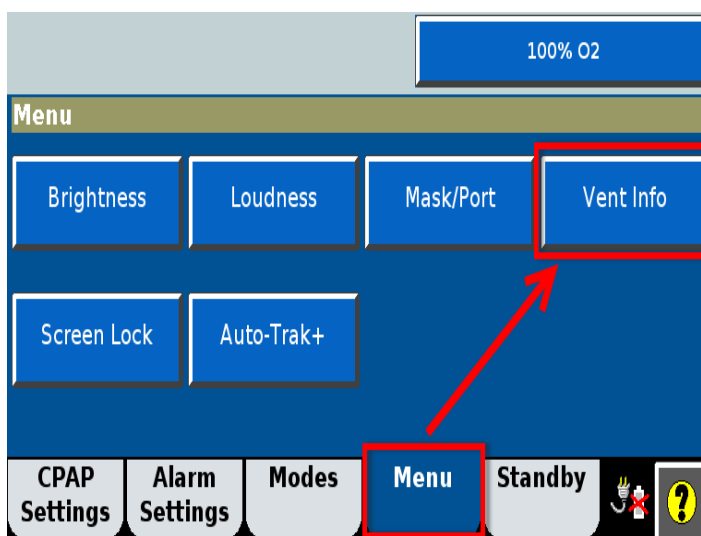 100% O2
Menu
Brightness Loudness Mask/Port Vent Info
Screen Lock Auto-Trak+
CPAP Settings
Alarm Settings
Modes
Menu
Standby
?